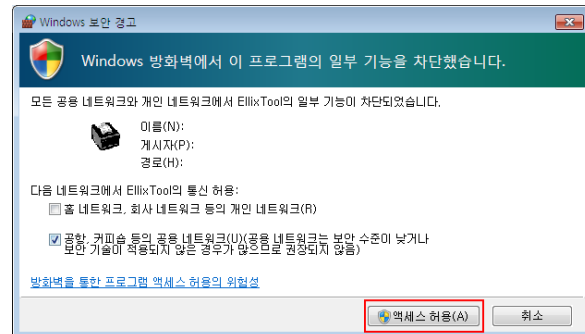 Windows 보안 경고
Windows 방화벽에서 이 프로그램의 일부 기능을 차단했습니다.
모든 공용 네트워크와 개인 네트워크에서 EllixTool의 일부 기능이 차단되었습니다.
이름(N):
게시자(P):
경로(H):
다음 네트워크에서 EllixTool의 통신 허용:
홈 네트워크, 회사 네트워크 등의 개인 네트워크(R)
공항, 커피숍 등의 공용 네트워크(U)(공용 네트워크는 보안 수준이 낮거나
보안 기술이 적용되지 않은 경우가 많으므로 권장되지 않음)
방화벽을 통한 프로그램 액세스 허용의 위험성
액세스 허용(A) 취소